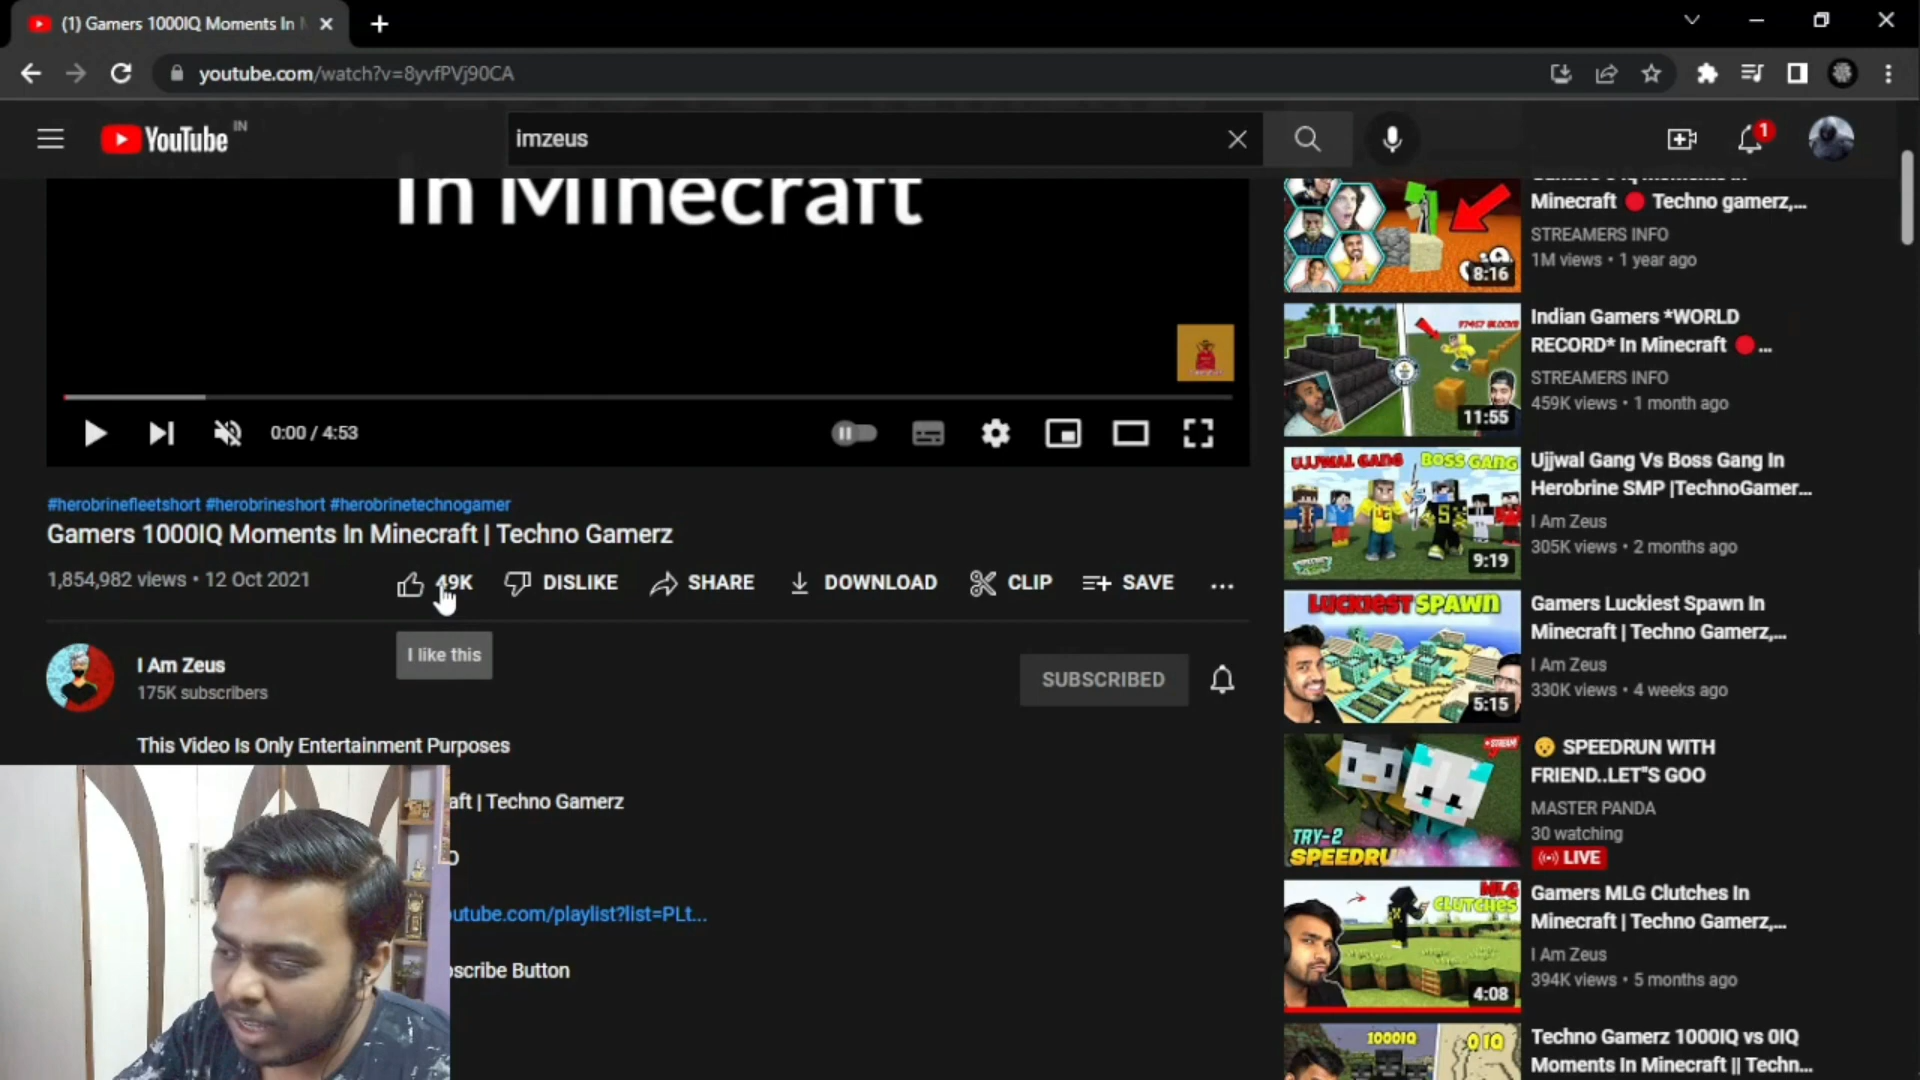 (1) Gamers 1000IQ Moments In
youtube.com/watch?v=8yvfPVj90CA
YouTube IN
imzeus
1
In Minecraft
0:00 / 4:53
#herobrinefleetshort #herobrineshort #herobrinetechnogamer
Gamers 1000IQ Moments In Minecraft | Techno Gamerz
1,854,982 views • 12 Oct 2021
49K
DISLIKE
SHARE
DOWNLOAD
CLIP
SAVE
...
I like this
I Am Zeus
175K subscribers
SUBSCRIBED
This Video Is Only Entertainment Purposes
aft | Techno Gamerz
outube.com/playlist?list=PLt...
bscribe Button
Minecraft 🔴 Techno gamerz,...
STREAMERS INFO
1M views • 1 year ago
8:16
Indian Gamers *WORLD
RECORD* In Minecraft 🔴 ...
STREAMERS INFO
459K views • 1 month ago
11:55
UJJWAL GANG
BOSS GANG
9:19
Ujjwal Gang Vs Boss Gang In
Herobrine SMP |TechnoGamer...
I Am Zeus
305K views • 2 months ago
LUCKIEST SPAWN
5:15
Gamers Luckiest Spawn In
Minecraft | Techno Gamerz,...
I Am Zeus
330K views • 4 weeks ago
TRY-2
😯 SPEEDRUN WITH
FRIEND..LET"S GOO
MASTER PANDA
30 watching
LIVE
MLG
CLUTCHES
4:08
Gamers MLG Clutches In
Minecraft | Techno Gamerz,...
I Am Zeus
394K views • 5 months ago
1000IQ
0 IQ
Techno Gamerz 1000IQ vs 0IQ
Moments In Minecraft || Techn...